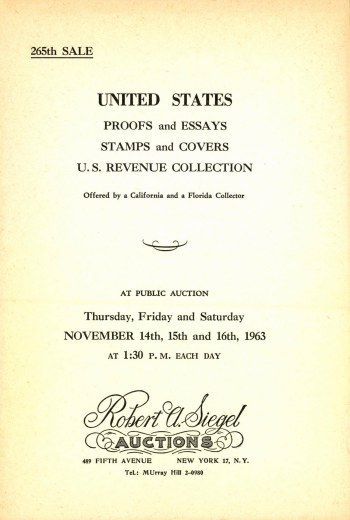 265th SALE
UNITED STATES
PROOFS and ESSAYS
STAMPS and COVERS
U. S. REVENUE COLLECTION
Offered by a California and a Florida Collector
AT PUBLIC AUCTION
Thursday, Friday and Saturday
NOVEMBER 14th, 15th and 16th, 1963
AT 1:30 P. M. EACH DAY
Robert A. Siegel
AUCTIONS
489 FIFTH AVENUE NEW YORK 17, N. Y.
Tel.: MUrray Hill 2-0980